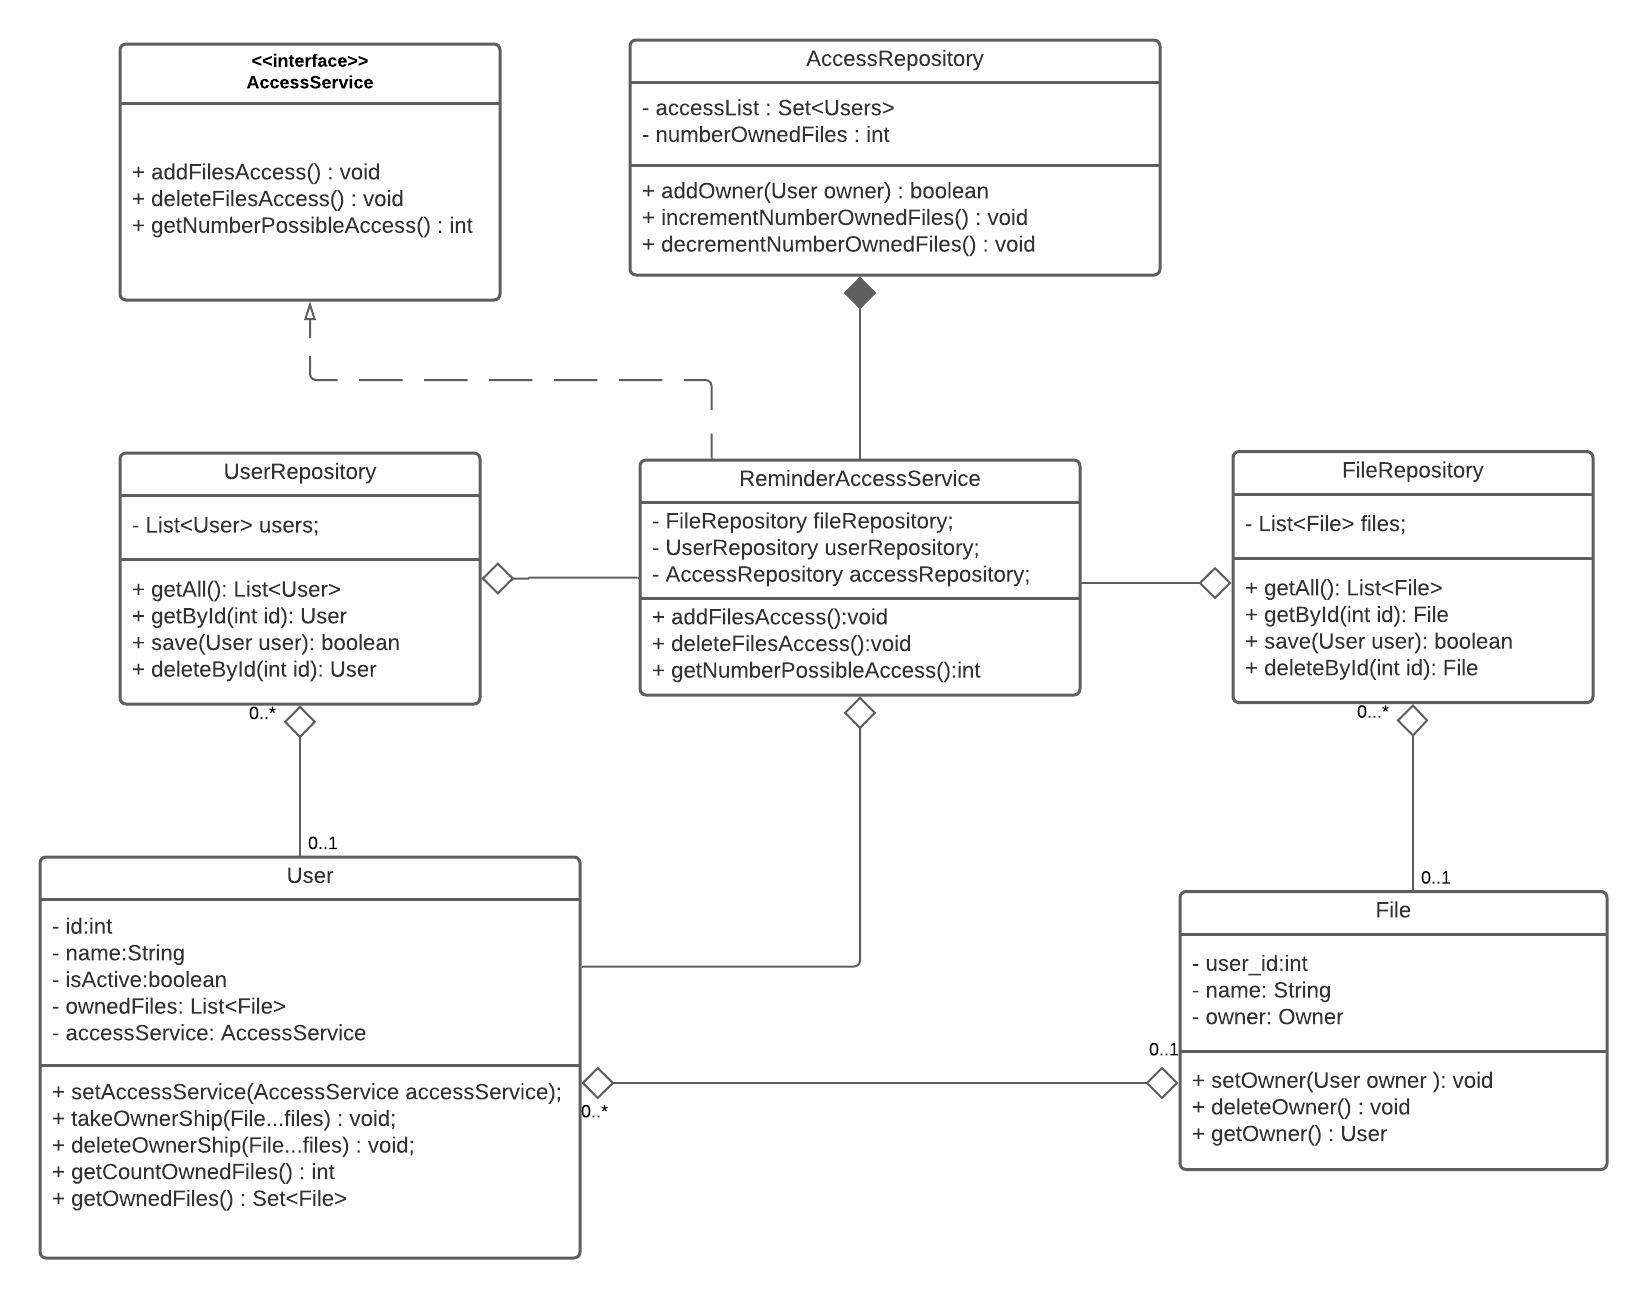 <<interface>>
AccessService
+ addFilesAccess() : void
+ deleteFilesAccess() : void
+ getNumberPossibleAccess() : int
AccessRepository
- accessList : Set<Users>
- numberOwnedFiles : int
+ addOwner(User owner) : boolean
+ incrementNumberOwnedFiles() : void
+ decrementNumberOwnedFiles() : void
UserRepository
- List<User> users;
+ getAll(): List<User>
+ getById(int id): User
+ save(User user): boolean
+ deleteById(int id): User
0..*
0..1
ReminderAccessService
- FileRepository fileRepository;
- UserRepository userRepository;
- AccessRepository accessRepository;
+ addFilesAccess():void
+ deleteFilesAccess():void
+ getNumberPossibleAccess():int
FileRepository
- List<File> files;
+ getAll(): List<File>
+ getById(int id): File
+ save(User user): boolean
+ deleteById(int id): File
0...*
0..1
User
- id:int
- name:String
- isActive:boolean
- ownedFiles: List<File>
- accessService: AccessService
+ setAccessService(AccessService accessService);
+ takeOwnerShip(File...files) : void;
+ deleteOwnerShip(File...files) : void;
+ getCountOwnedFiles() : int
+ getOwnedFiles() : Set<File>
0..*
0..1
File
- user_id:int
- name: String
- owner: Owner
+ setOwner(User owner ): void
+ deleteOwner() : void
+ getOwner() : User